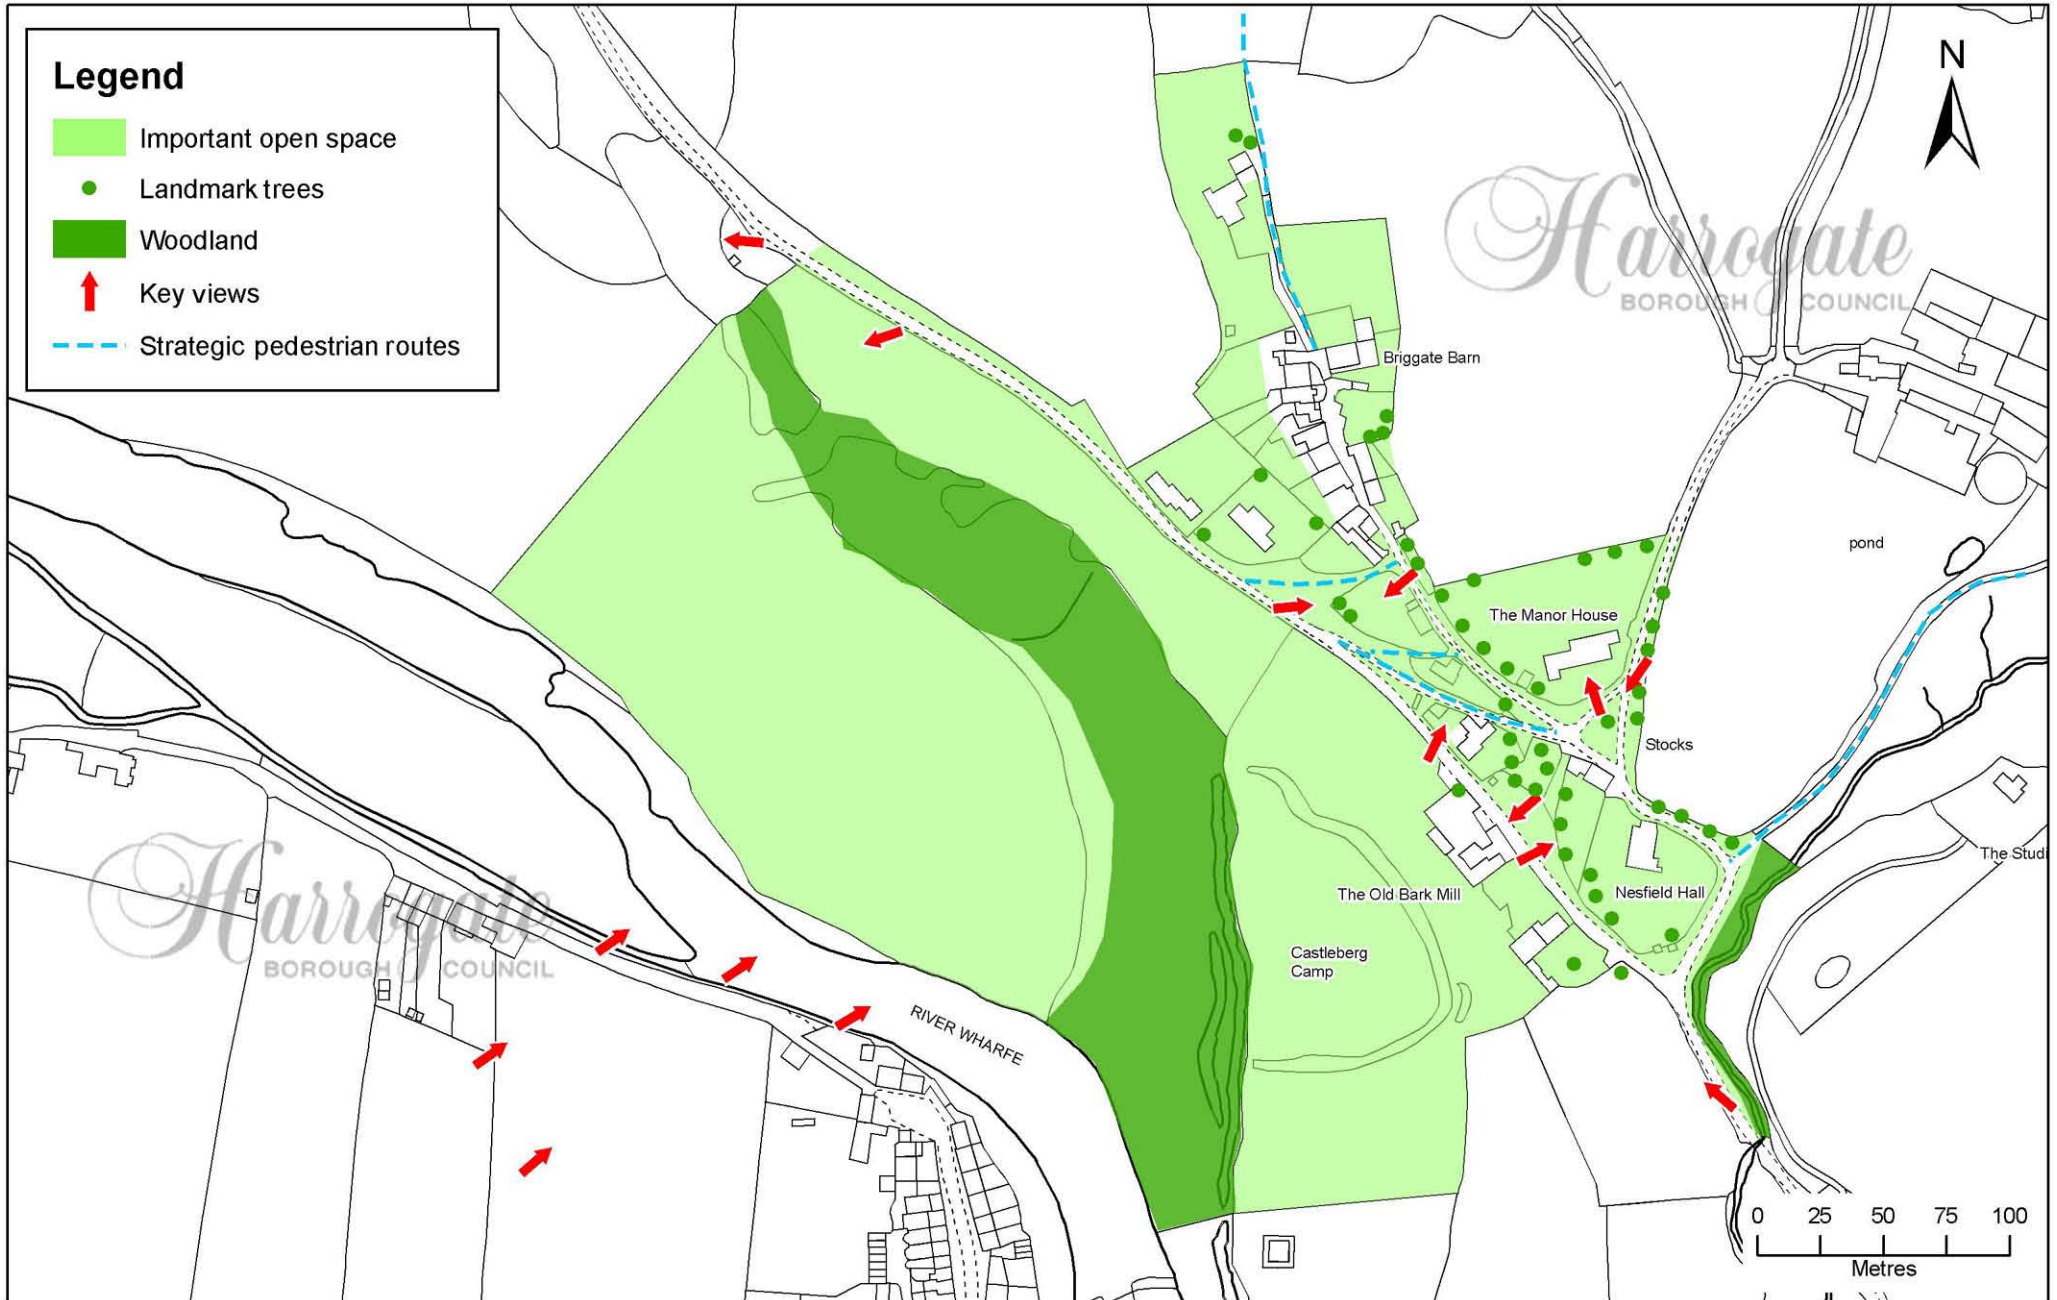 Legend
Important open space
Landmark trees
Woodland
Key views
Strategic pedestrian routes
N
Harrogate
BOROUGH COUNCIL
Briggate Barn
pond
The Manor House
Stocks
The Studi
The Old Bark Mill
Nesfield Hall
Castleberg
Camp
Harrogate
BOROUGH COUNCIL
RIVER WHARFE
0 25 50 75 100
Metres